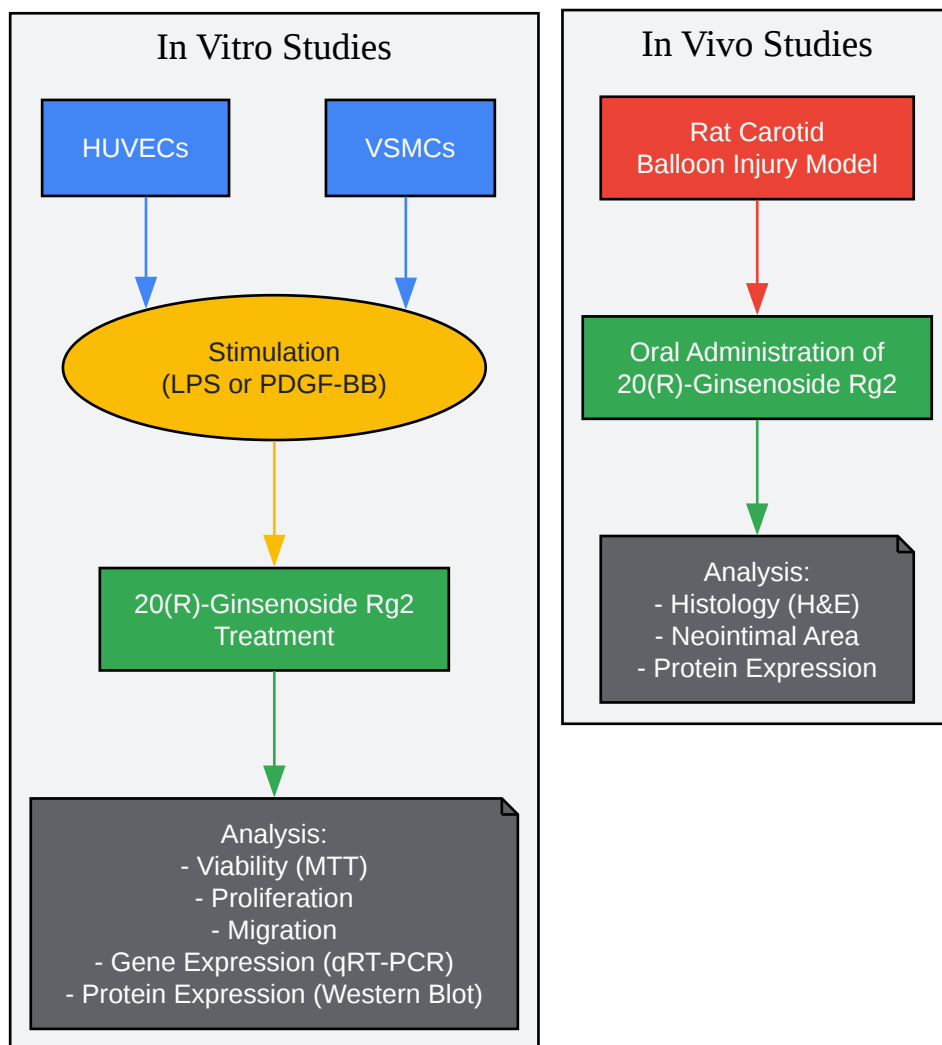 In Vitro Studies
HUVECs
VSMCs
Stimulation
(LPS or PDGF-BB)
20(R)-Ginsenoside Rg2
Treatment
Analysis:
- Viability (MTT)
- Proliferation
- Migration
- Gene Expression (qRT-PCR)
- Protein Expression (Western Blot)
In Vivo Studies
Rat Carotid
Balloon Injury Model
Oral Administration of
20(R)-Ginsenoside Rg2
Analysis:
- Histology (H&E)
- Neointimal Area
- Protein Expression